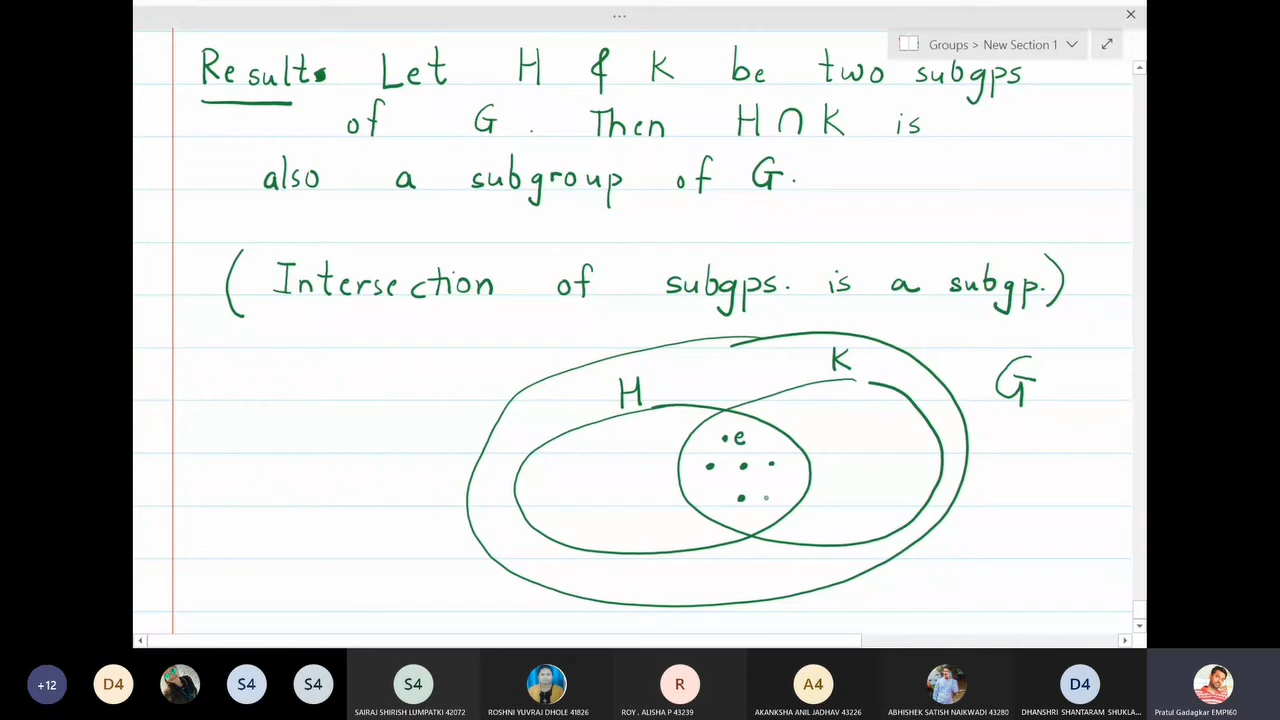 ...
Groups > New Section 1
Result. Let H & K be two subgps
of G. Then H ∩ K is
also a subgroup of G.
(Intersection of subgps. is a subgp.)
K
G
H
e
+12
D4
S4
S4
S4
R
A4
D4
SAIRAJ SHIRISH LUMPATKI 42072
ROSHNI YUVRAJ DHOLE 41826
ROY . ALISHA P 43239
AKANKSHA ANIL JADHAV 43226
ABHISHEK SATISH NAIKWADI 43280
DHANSHRI SHANTARAM SHUKLA...
Pratul Gadagkar EMP160